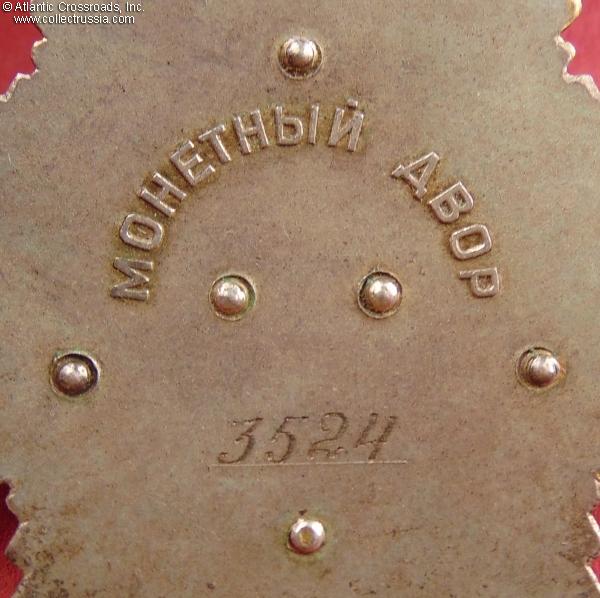 © Atlantic Crossroads, Inc.
www.collectrussia.com
МОНЕТНЫЙ ДВОР
3524